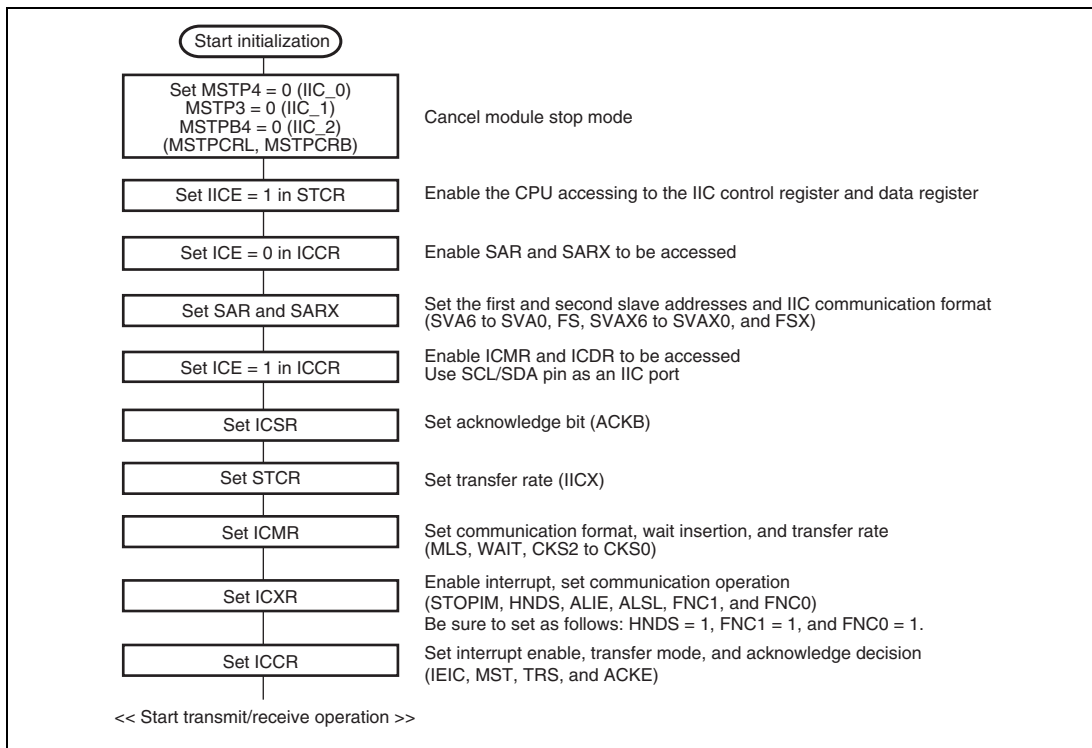 Start initialization
Set MSTP4 = 0 (IIC_0)
MSTP3 = 0 (IIC_1)
MSTPB4 = 0 (IIC_2)
(MSTPCRL, MSTPCRB)
Cancel module stop mode
Set IICE = 1 in STCR
Enable the CPU accessing to the IIC control register and data register
Set ICE = 0 in ICCR
Enable SAR and SARX to be accessed
Set SAR and SARX
Set the first and second slave addresses and IIC communication format
(SVA6 to SVA0, FS, SVAX6 to SVAX0, and FSX)
Set ICE = 1 in ICCR
Enable ICMR and ICDR to be accessed
Use SCL/SDA pin as an IIC port
Set ICSR
Set acknowledge bit (ACKB)
Set STCR
Set transfer rate (IICX)
Set ICMR
Set communication format, wait insertion, and transfer rate
(MLS, WAIT, CKS2 to CKS0)
Set ICXR
Enable interrupt, set communication operation
(STOPIM, HNDS, ALIE, ALSL, FNC1, and FNC0)
Be sure to set as follows: HNDS = 1, FNC1 = 1, and FNC0 = 1.
Set ICCR
Set interrupt enable, transfer mode, and acknowledge decision
(IEIC, MST, TRS, and ACKE)
<< Start transmit/receive operation >>